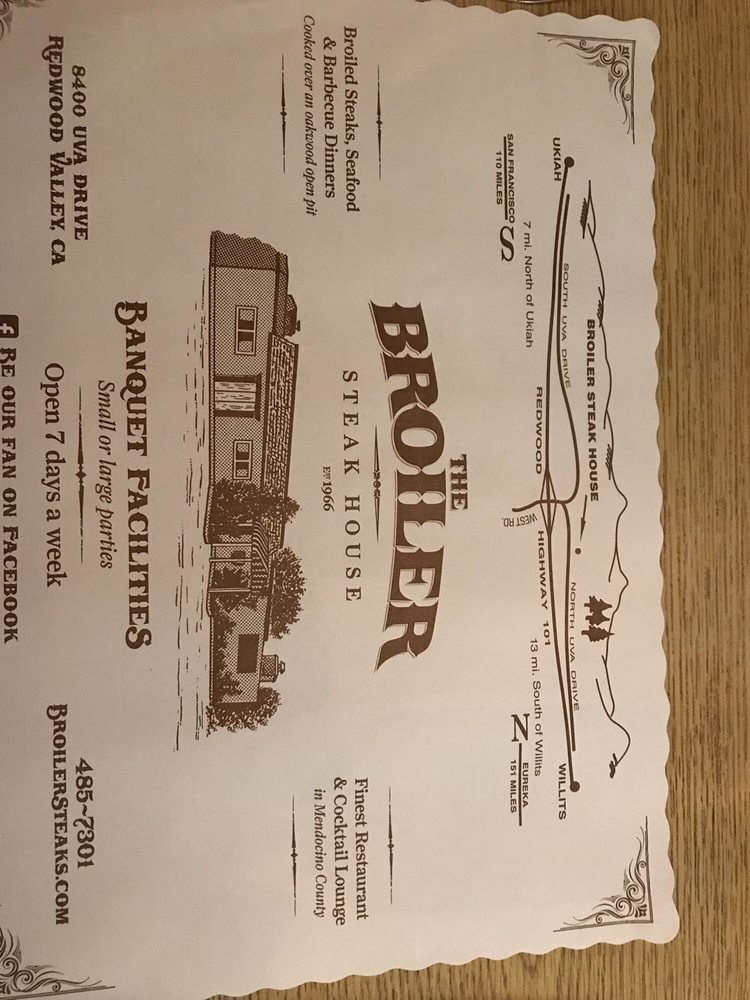 UKIAH
SAN FRANCISCO
110 MILES
S
7 mi. North of Ukiah
SOUTH UVA DRIVE
BROILER STEAK HOUSE
REDWOOD
HIGHWAY 101
WEST RD.
NORTH UVA DRIVE
13 mi. South of Willits
N
EUREKA
151 MILES
WILLITS
Broiled Steaks, Seafood
& Barbecue Dinners
Cooked over an oakwood open pit
THE
BROILER
STEAK HOUSE
EST 1966
Finest Restaurant
& Cocktail Lounge
in Mendocino County
BANQUET FACILITIES
Small or large parties
8400 UVA DRIVE
REDWOOD VALLEY, CA
Open 7 days a week
485~7301
BROILERSTEAKS.COM
f BE OUR FAN ON FACEBOOK